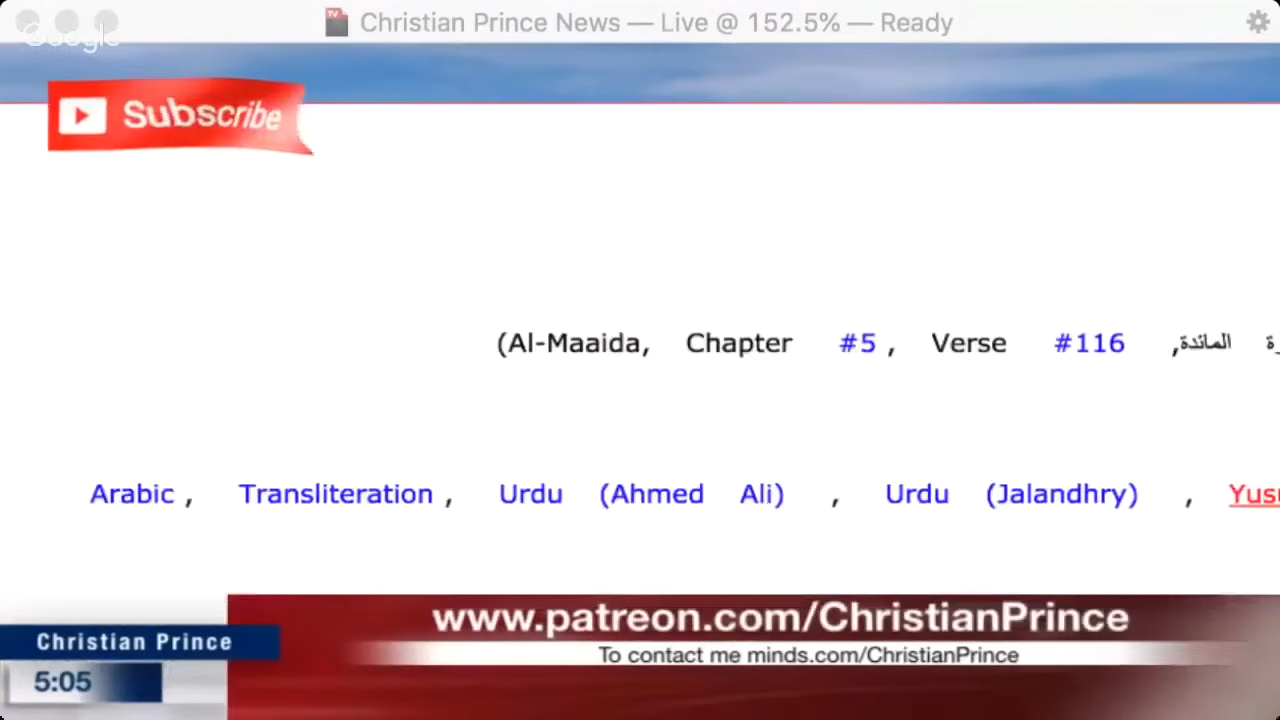 Christian Prince News — Live @ 152.5% — Ready
Google
Subscribe
(Al-Maaida, Chapter #5 , Verse #116 ,المائدة
Arabic , Transliteration , Urdu (Ahmed Ali) , Urdu (Jalandhry) ,
www.patreon.com/ChristianPrince
To contact me minds.com/ChristianPrince
Christian Prince
5:05